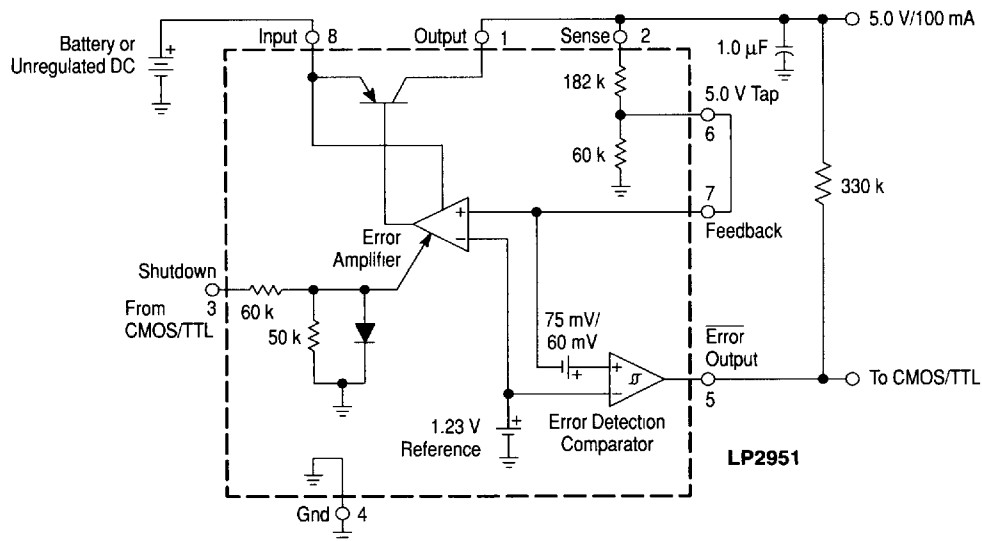 Battery or
Unregulated DC
+
Input 8
Output 1
Sense 2
5.0 V/100 mA
1.0 µF
182 k
5.0 V Tap
6
60 k
330 k
7
Feedback
+
−
Error
Amplifier
Shutdown
3
From
CMOS/TTL
60 k
50 k
75 mV/
60 mV
+
+
−
Error
Output
5
To CMOS/TTL
1.23 V
Reference
+
Error Detection
Comparator
LP2951
Gnd 4